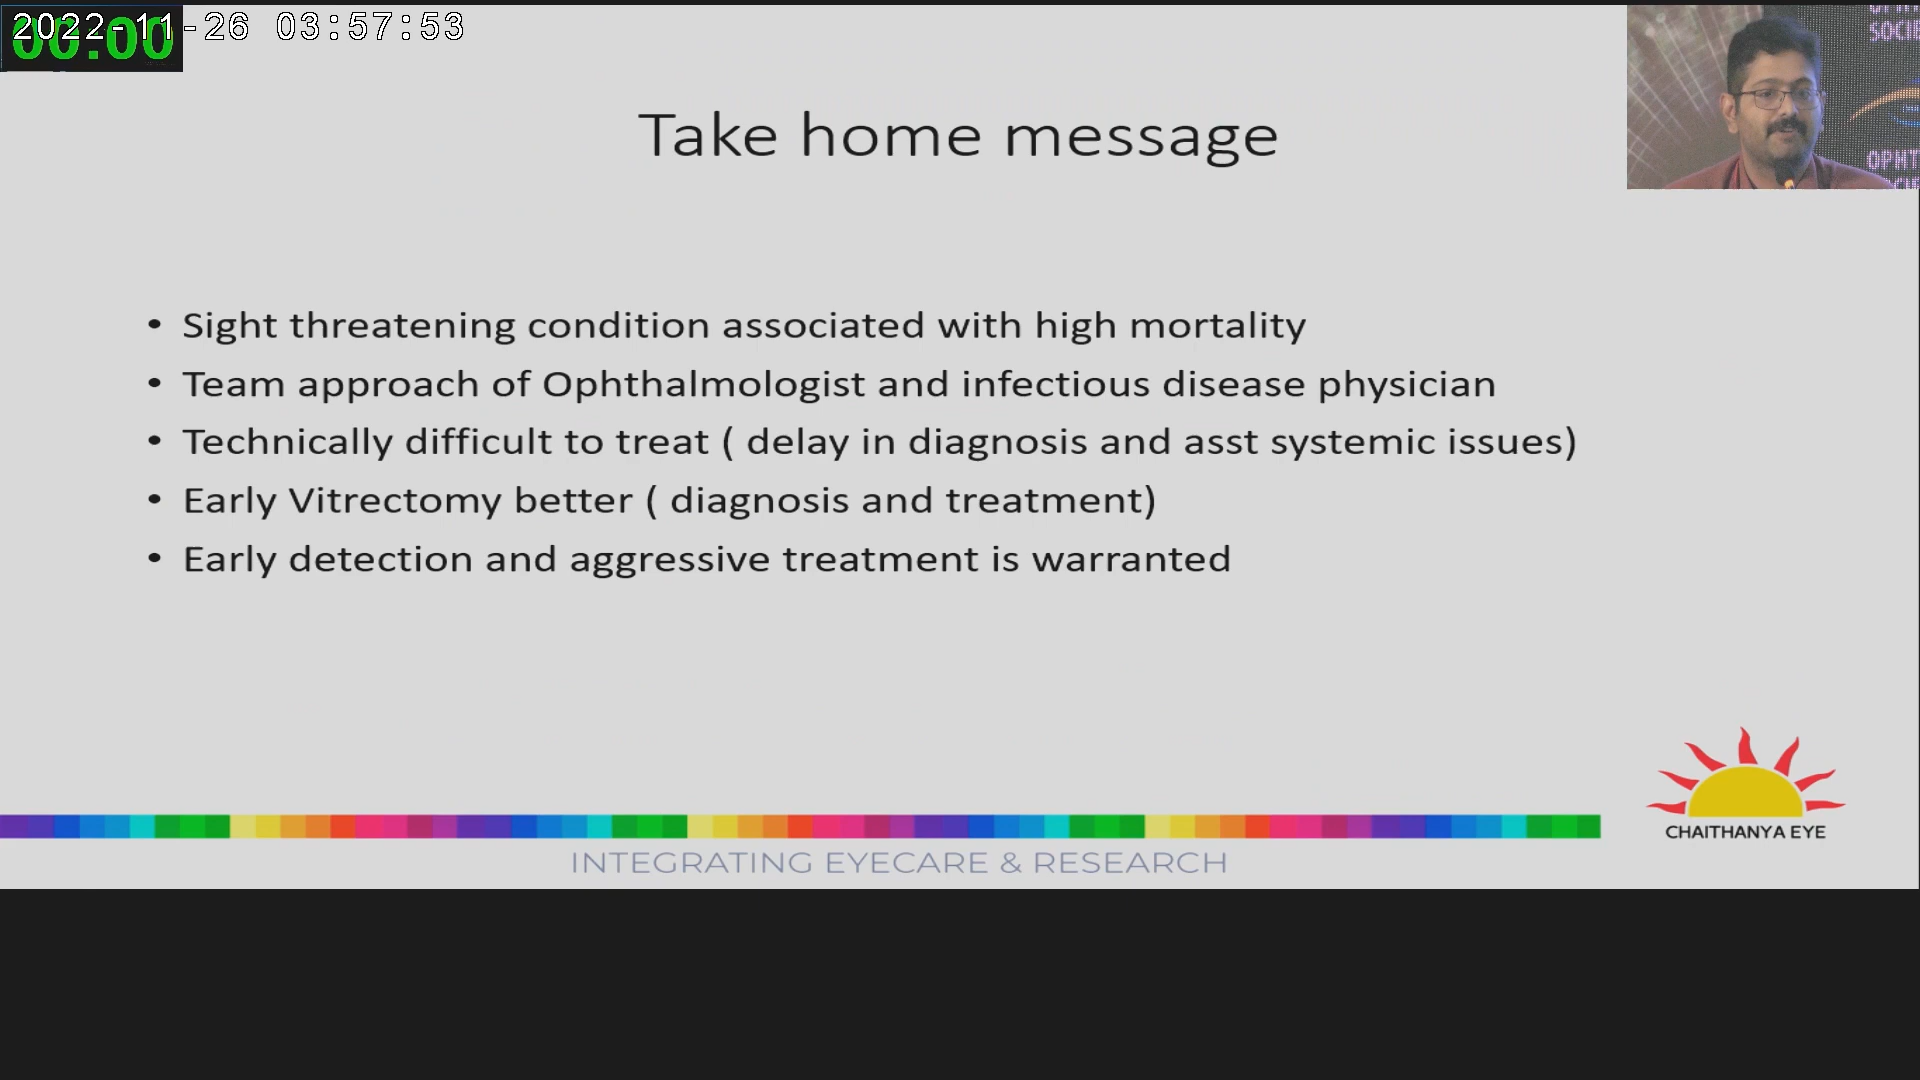 2022-11-26 03:57:53
00:00
SOCIE
OPHT
Take home message
• Sight threatening condition associated with high mortality
• Team approach of Ophthalmologist and infectious disease physician
• Technically difficult to treat ( delay in diagnosis and asst systemic issues)
• Early Vitrectomy better ( diagnosis and treatment)
• Early detection and aggressive treatment is warranted
CHAITHANYA EYE
INTEGRATING EYECARE & RESEARCH